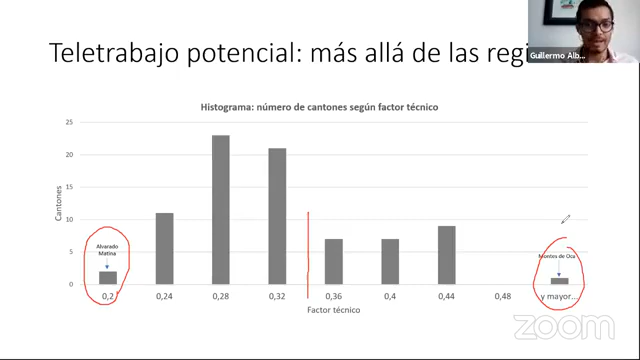 Teletrabajo potencial: más allá de las regi
Guillermo Alb...
Histograma: número de cantones según factor técnico
25
20
15
10
5
0
Cantones
Alvarado
Matina
Montes de Oca
0,2
0,24
0,28
0,32
0,36
0,4
0,44
0,48
y mayor...
Factor técnico
zoom